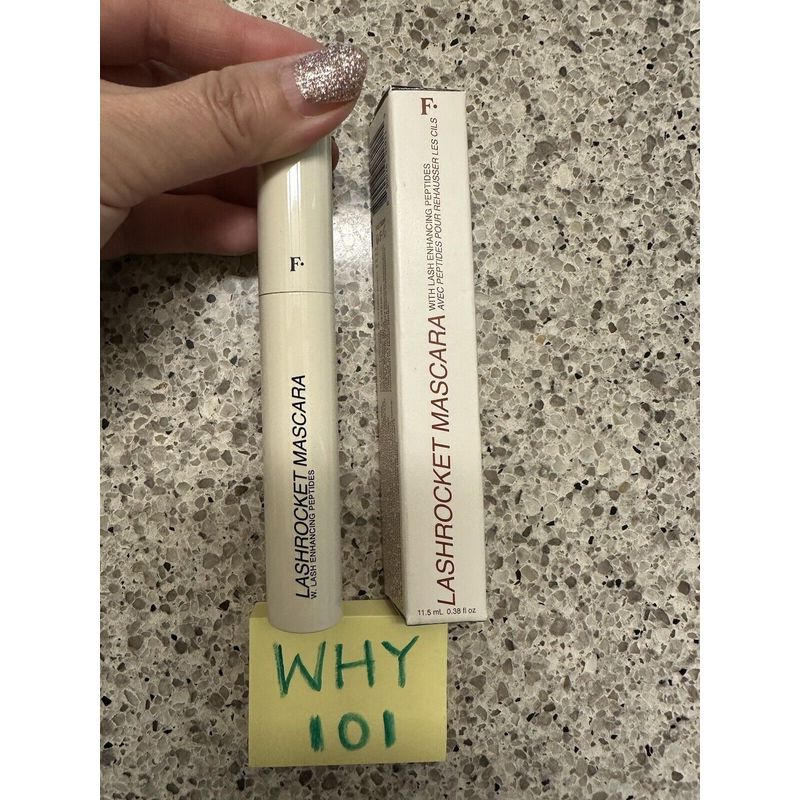 F.
LASHROCKET MASCARA
W. LASH ENHANCING PEPTIDES
F.
LASHROCKET MASCARA
WITH LASH ENHANCING PEPTIDES
AVEC PEPTIDES POUR REHAUSSER LES CILS
11.5 mL 0.38 fl oz
WHY
101